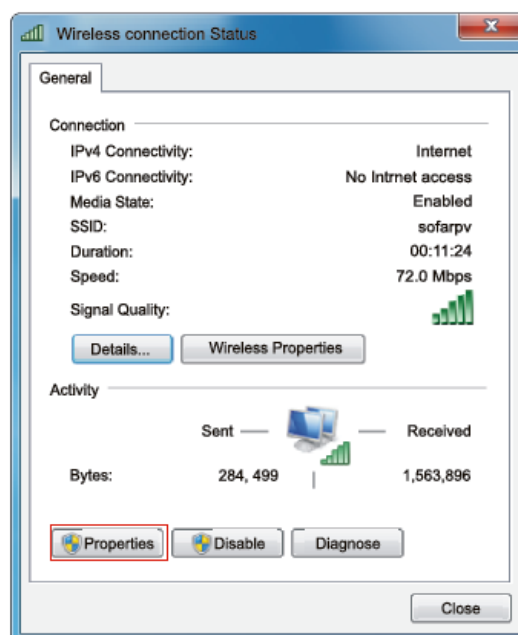 Wireless connection Status
General
Connection
IPv4 Connectivity: Internet
IPv6 Connectivity: No Intrnet access
Media State: Enabled
SSID: sofarpv
Duration: 00:11:24
Speed: 72.0 Mbps
Signal Quality:
Details... Wireless Properties
Activity
Sent Received
Bytes: 284, 499 1,563,896
Properties Disable Diagnose
Close